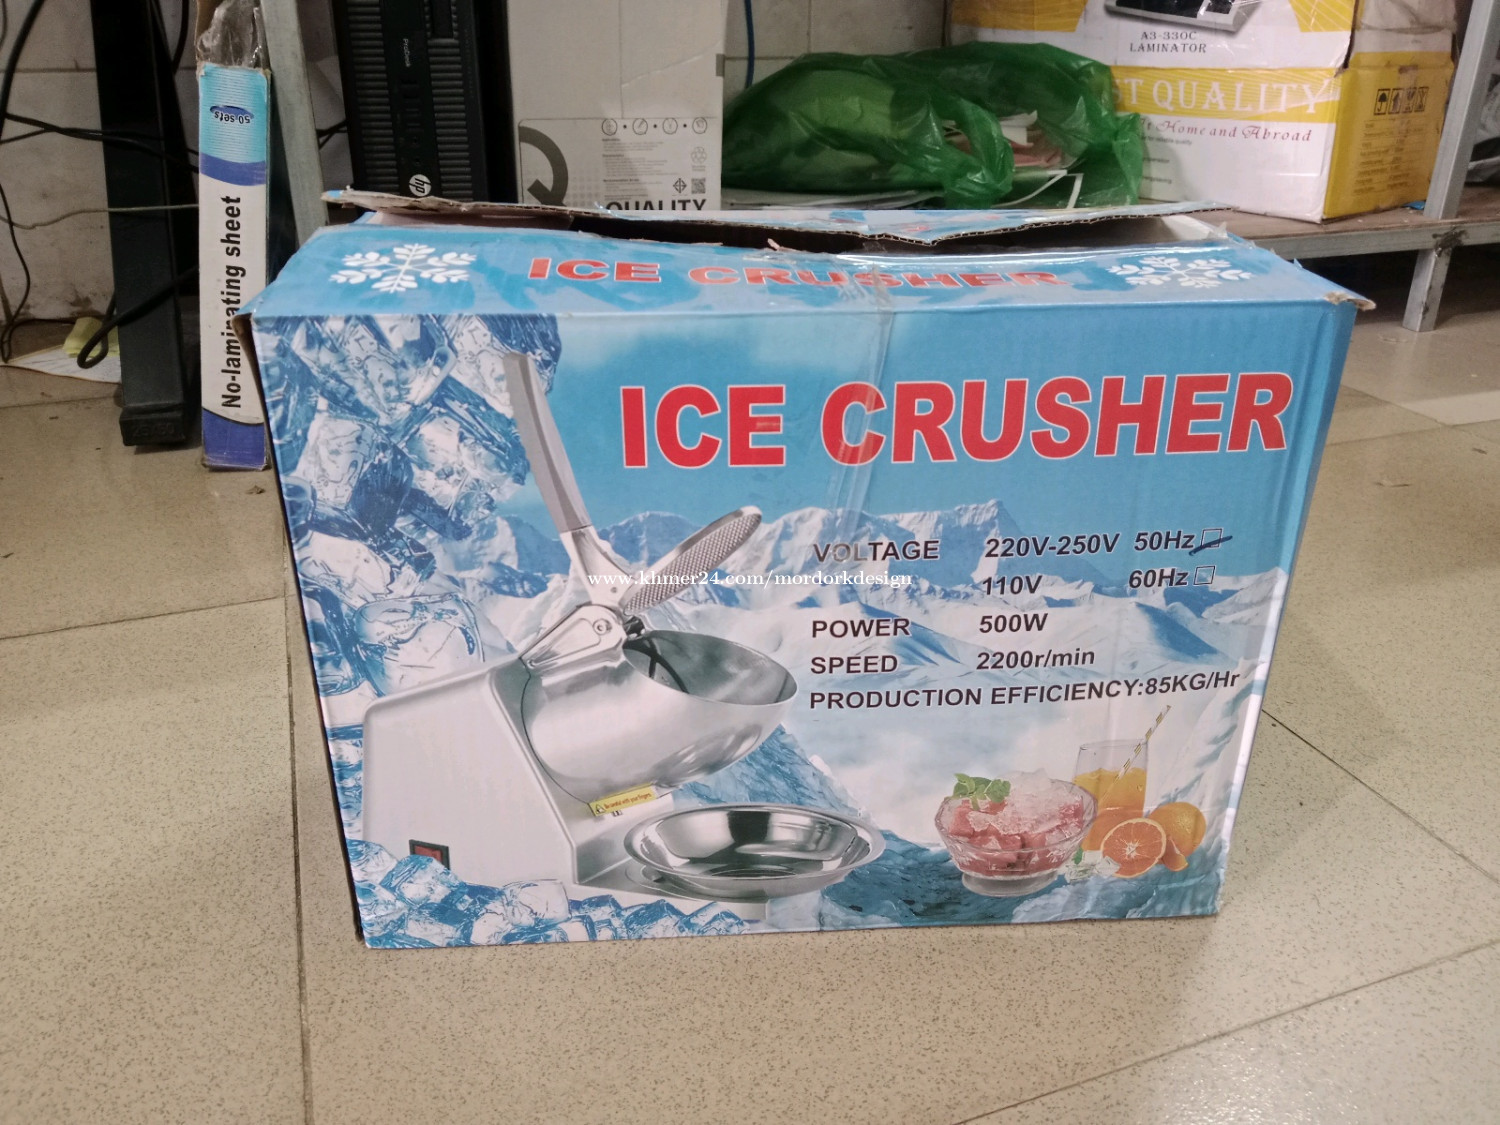 A3-330C
LAMINATOR
T QUALITY
t Home and Abroad
50-sets
No-laminating sheet
hp
QUALITY
ICE CRUSHER
ICE CRUSHER
VOLTAGE 220V-250V 50Hz
110V 60Hz
POWER 500W
SPEED 2200r/min
PRODUCTION EFFICIENCY:85KG/Hr
www.khmer24.com/mordorkdesign